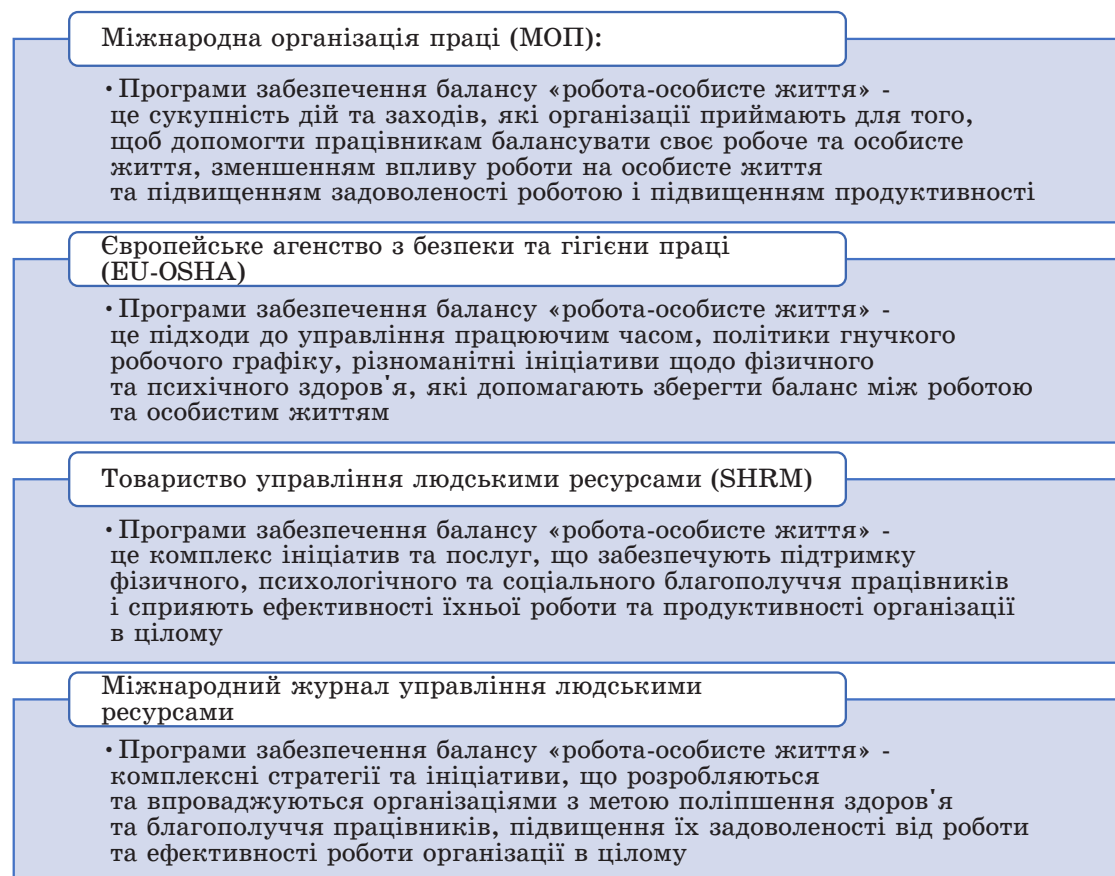 Міжнародна організація праці (МОП):
· Програми забезпечення балансу «робота-особисте життя» -
це сукупність дій та заходів, які організації приймають для того,
щоб допомогти працівникам балансувати своє робоче та особисте
життя, зменшенням впливу роботи на особисте життя
та підвищенням задоволеності роботою і підвищенням продуктивності
Європейське агенство з безпеки та гігієни праці
(EU-OSHA)
· Програми забезпечення балансу «робота-особисте життя» -
це підходи до управління працюючим часом, політики гнучкого
робочого графіку, різноманітні ініціативи щодо фізичного
та психічного здоров'я, які допомагають зберегти баланс між роботою
та особистим життям
Товариство управління людськими ресурсами (SHRM)
· Програми забезпечення балансу «робота-особисте життя» -
це комплекс ініціатив та послуг, що забезпечують підтримку
фізичного, психологічного та соціального благополуччя працівників
і сприяють ефективності їхньої роботи та продуктивності організації
в цілому
Міжнародний журнал управління людськими
ресурсами
· Програми забезпечення балансу «робота-особисте життя» -
комплексні стратегії та ініціативи, що розробляються
та впроваджуються організаціями з метою поліпшення здоров'я
та благополуччя працівників, підвищення їх задоволеності від роботи
та ефективності роботи організації в цілому